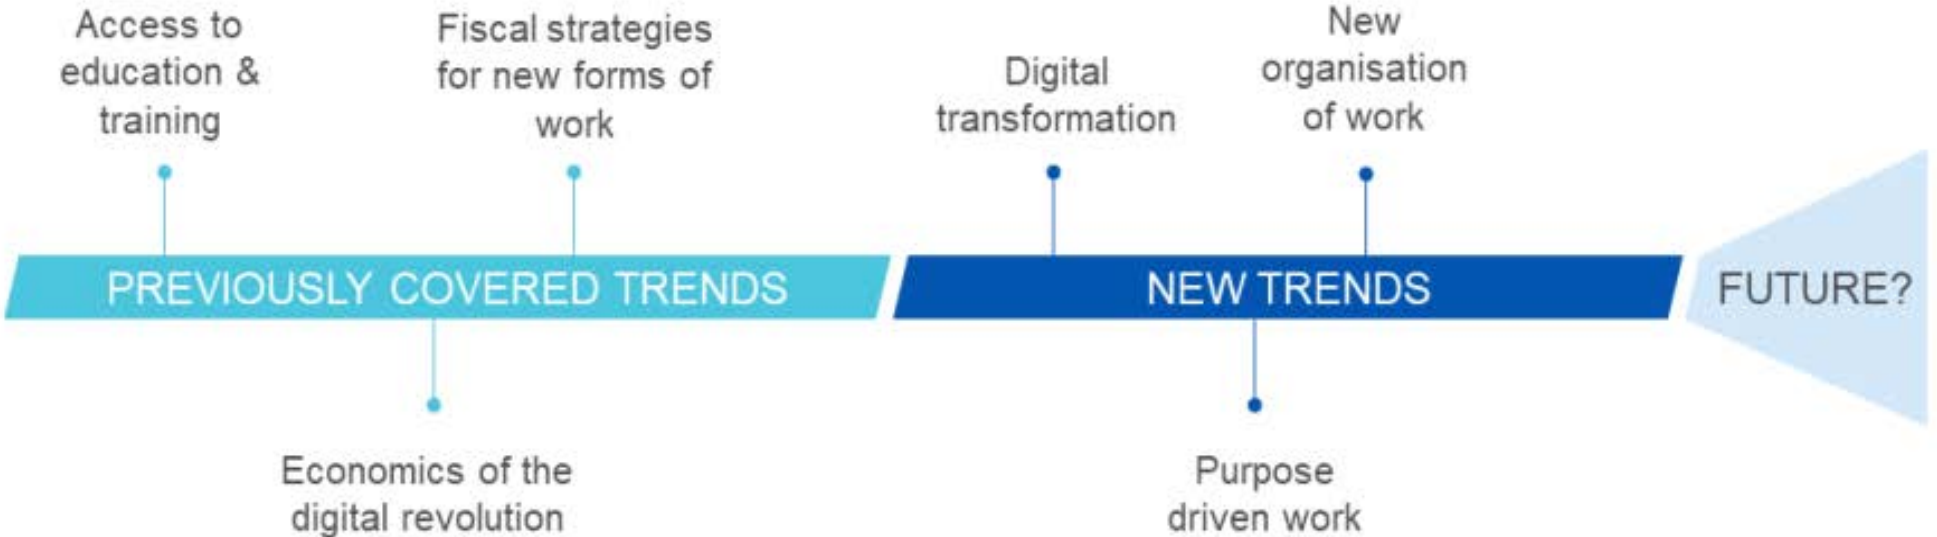 Access to
education &
training
Fiscal strategies
for new forms of
work
Digital
transformation
New
organisation
of work
PREVIOUSLY COVERED TRENDS
NEW TRENDS
FUTURE?
Economics of the
digital revolution
Purpose
driven work